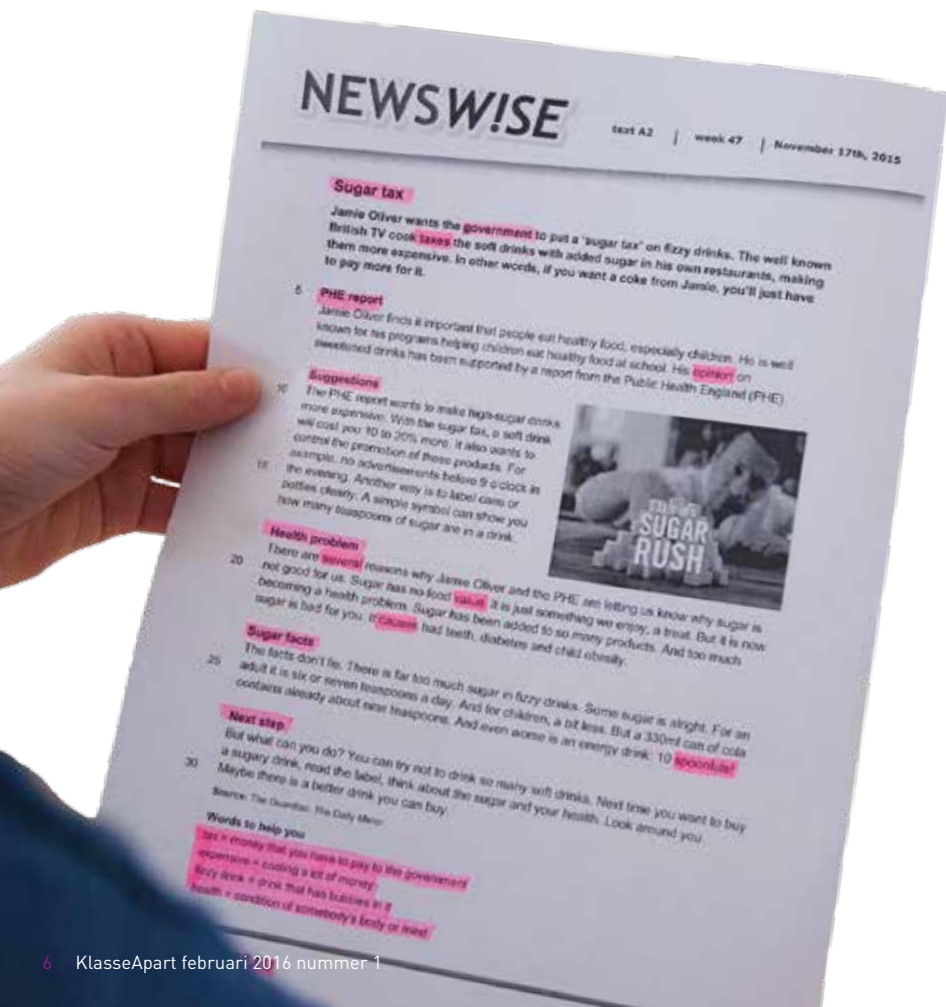 NEWSW!SE
text A2 | week 47 | November 17th, 2015
Sugar tax
Jamie Oliver wants the government to put a 'sugar tax' on fizzy drinks. The well known
British TV cook taxes the soft drinks with added sugar in his own restaurants, making
them more expensive. In other words, if you want a coke from Jamie, you'll just have
to pay more for it.
5 PHE report
Jamie Oliver finds it important that people eat healthy food, especially children. He is well
known for his programs helping children eat healthy food at school. His opinion on
sweetened drinks has been supported by a report from the Public Health England (PHE)
Suggestions
10 The PHE report wants to make high-sugar drinks
more expensive. With the sugar tax, a soft drink
will cost you 10 to 20% more. It also wants to
control the promotion of these products. For
example, no advertisements before 9 o'clock in
15 the evening. Another way is to label cans or
bottles clearly. A simple symbol can show you
how many teaspoons of sugar are in a drink.
SUGAR
RUSH
Health problem
There are several reasons why Jamie Oliver and the PHE are letting us know why sugar is
20 not good for us. Sugar has no food value, it is just something we enjoy, a treat. But it is now
becoming a health problem. Sugar has been added to so many products. And too much
sugar is bad for you. It causes bad teeth, diabetes and child obesity.
Sugar facts
The facts don't lie. There is far too much sugar in fizzy drinks. Some sugar is alright. For an
25 adult it is six or seven teaspoons a day. And for children, a bit less. But a 330ml can of cola
contains already about nine teaspoons. And even worse is an energy drink: 10 spoonfuls!
Next step
But what can you do? You can try not to drink so many soft drinks. Next time you want to buy
30 a sugary drink, read the label, think about the sugar and your health. Look around you.
Maybe there is a better drink you can buy.
Source: The Guardian, The Daily Mirror
Words to help you
tax = money that you have to pay to the government
expensive = costing a lot of money
fizzy drink = drink that has bubbles in it
health = condition of somebody's body or mind
6 KlasseApart februari 2016 nummer 1